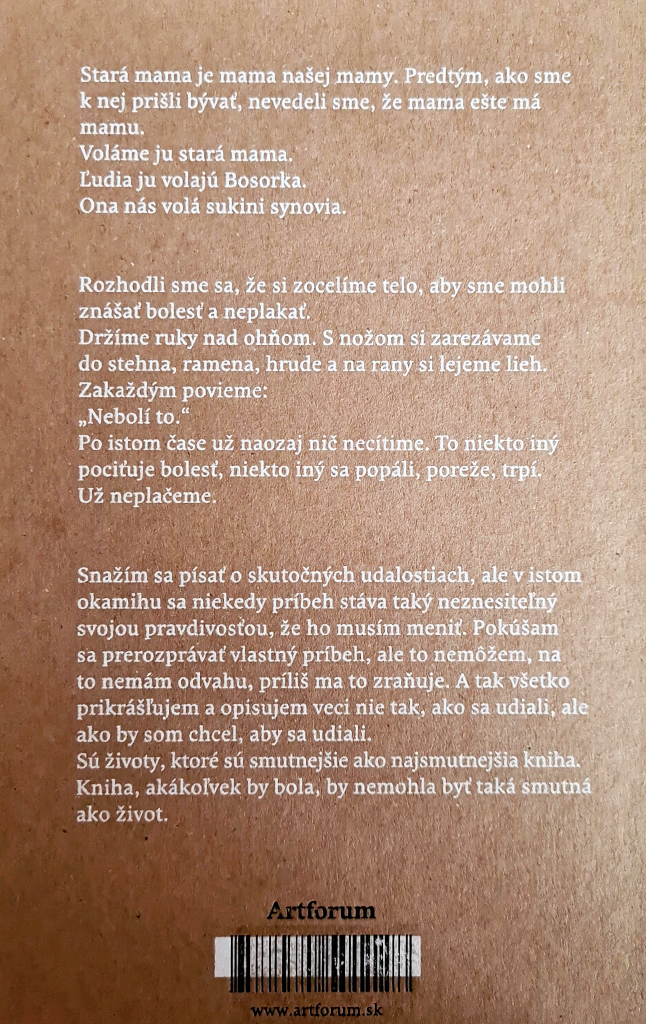 Stará mama je mama našej mamy. Predtým, ako sme
k nej prišli bývať, nevedeli sme, že mama ešte má
mamu.
Voláme ju stará mama.
Ľudia ju volajú Bosorka.
Ona nás volá sukini synovia.
Rozhodli sme sa, že si zocelíme telo, aby sme mohli
znášať bolesť a neplakať.
Držíme ruky nad ohňom. S nožom si zarezávame
do stehna, ramena, hrude a na rany si lejeme lieh.
Zakaždým povieme:
„Nebolí to.“
Po istom čase už naozaj nič necítime. To niekto iný
pociťuje bolesť, niekto iný sa popáli, poreže, trpí.
Už neplačeme.
Snažím sa písať o skutočných udalostiach, ale v istom
okamihu sa niekedy príbeh stáva taký neznesiteľný
svojou pravdivosťou, že ho musím meniť. Pokúšam
sa prerozprávať vlastný príbeh, ale to nemôžem, na
to nemám odvahu, príliš ma to zraňuje. A tak všetko
prikrášľujem a opisujem veci nie tak, ako sa udiali, ale
ako by som chcel, aby sa udiali.
Sú životy, ktoré sú smutnejšie ako najsmutnejšia kniha.
Kniha, akákoľvek by bola, by nemohla byť taká smutná
ako život.
Artforum
www.artforum.sk